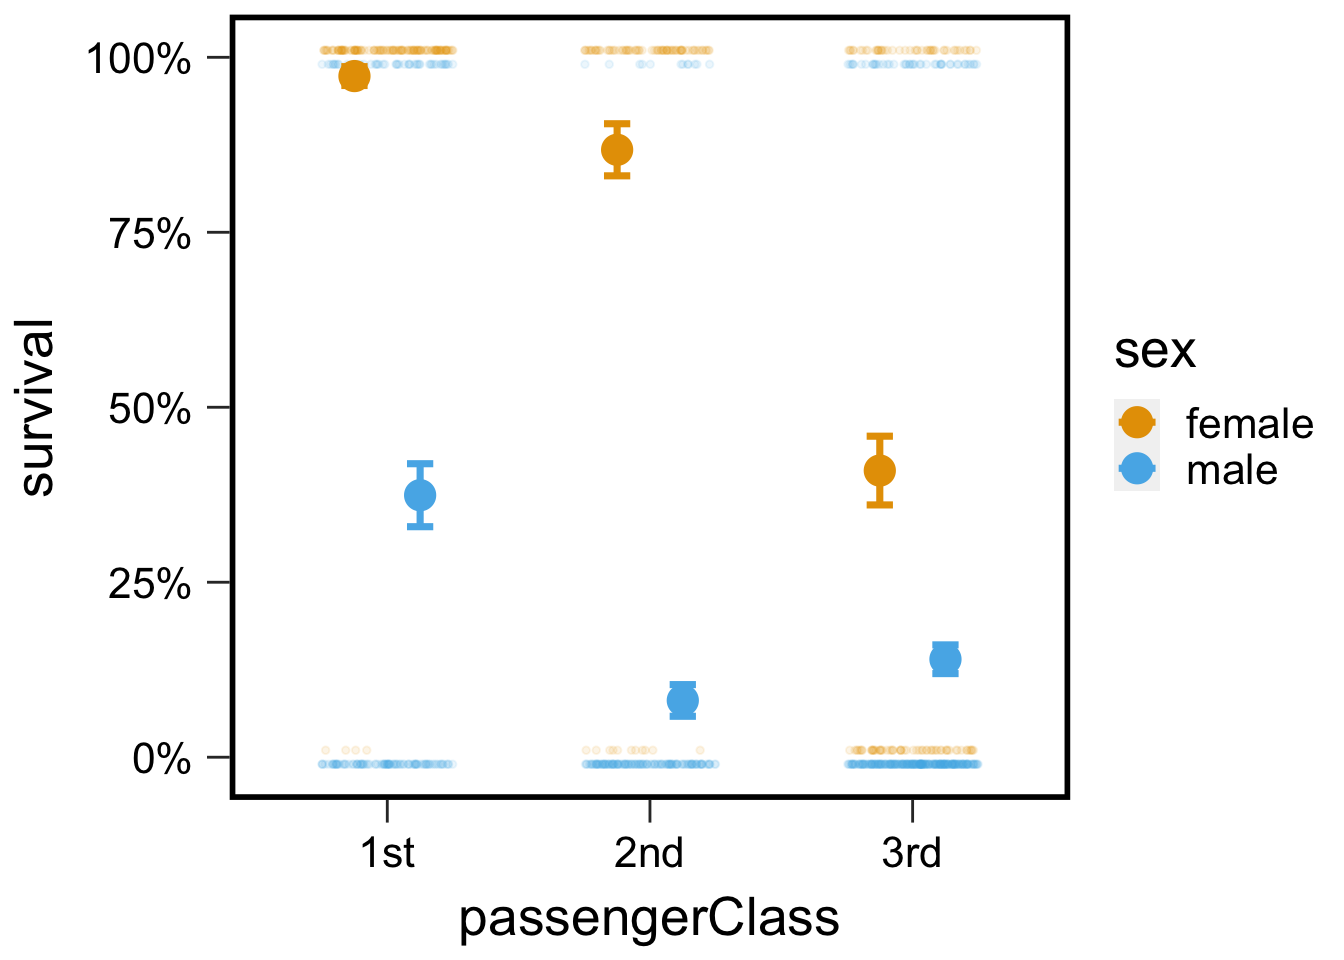 100%
75%
50%
25%
0%
survival
1st
2nd
3rd
passengerClass
sex
female
male